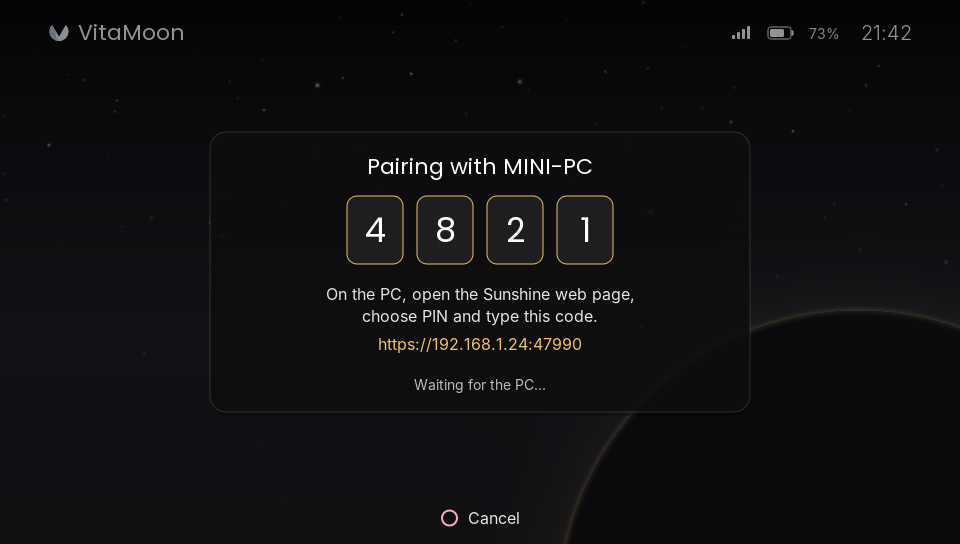 VitaMoon
73%
21:42
Pairing with MINI-PC
4 8 2 1
On the PC, open the Sunshine web page,
choose PIN and type this code.
https://192.168.1.24:47990
Waiting for the PC...
Cancel